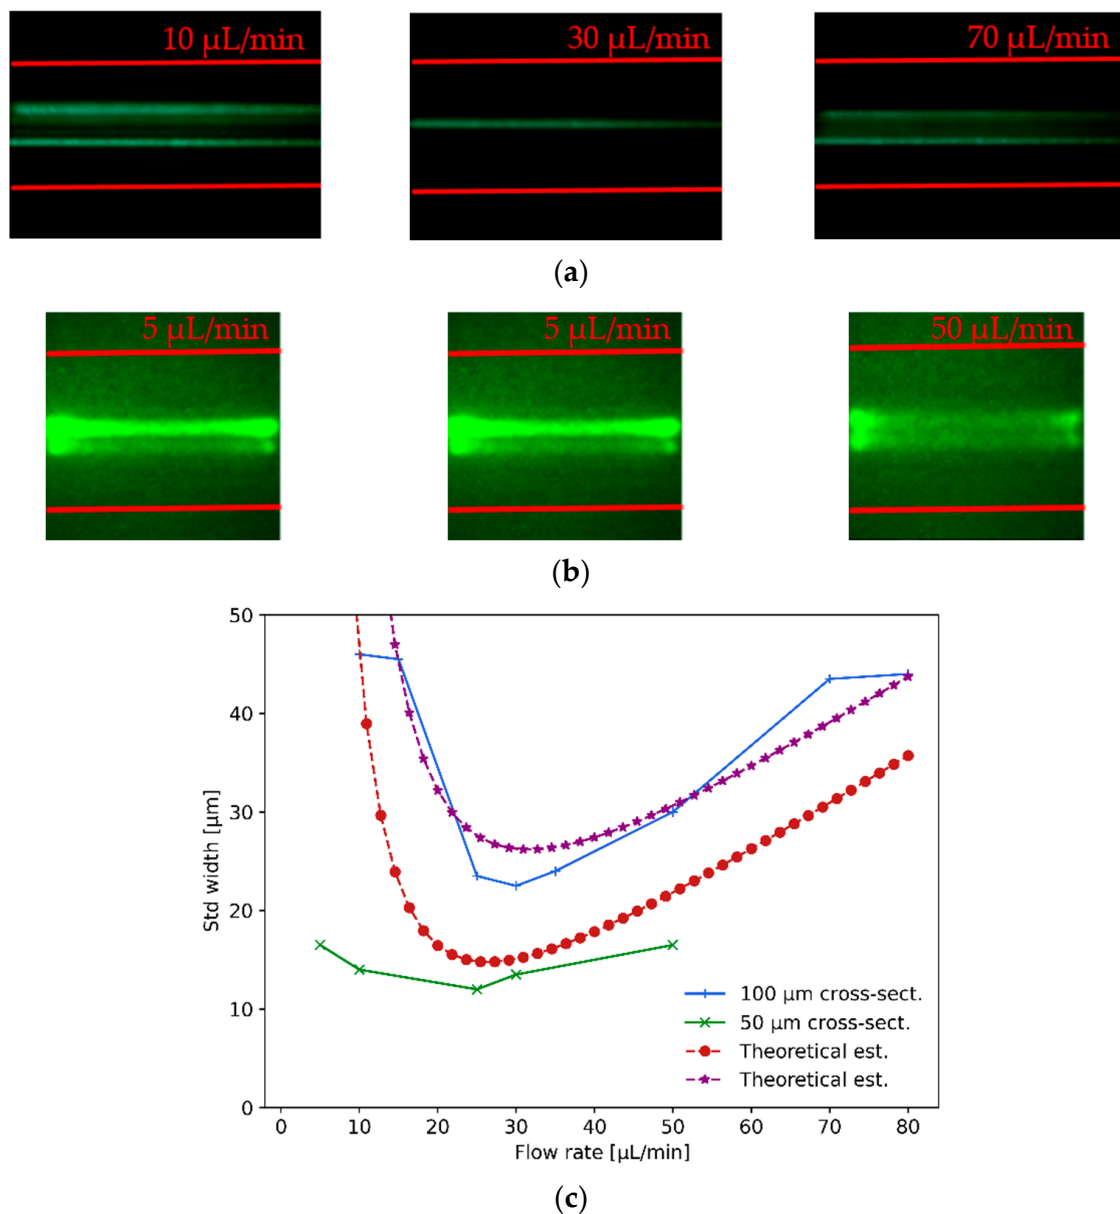 10 µL/min
30 µL/min
70 µL/min
(a)
5 µL/min
5 µL/min
50 µL/min
(b)
50
40
30
20
10
0
Std width [µm]
100 µm cross-sect.
50 µm cross-sect.
Theoretical est.
Theoretical est.
0 10 20 30 40 50 60 70 80
Flow rate [µL/min]
(c)